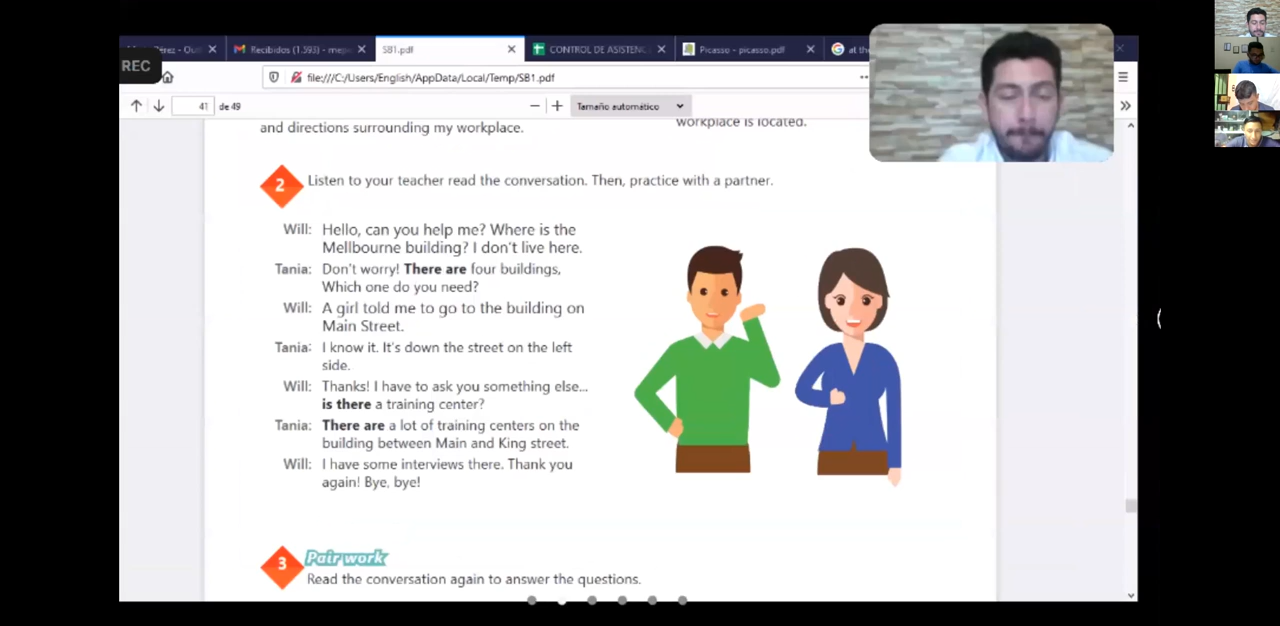 REC
Recibidos (1.393) - mep
SB1.pdf
CONTROL DE ASISTENC
Picasso - picasso.pdf
at the
file:///C:/Users/English/AppData/Local/Temp/SB1.pdf
41 de 49
Tamaño automático
and directions surrounding my workplace.
workplace is located.
2 Listen to your teacher read the conversation. Then, practice with a partner.
Will: Hello, can you help me? Where is the
Mellbourne building? I don't live here.
Tania: Don't worry! There are four buildings,
Which one do you need?
Will: A girl told me to go to the building on
Main Street.
Tania: I know it. It's down the street on the left
side.
Will: Thanks! I have to ask you something else...
is there a training center?
Tania: There are a lot of training centers on the
building between Main and King street.
Will: I have some interviews there. Thank you
again! Bye, bye!
3 Pair work
Read the conversation again to answer the questions.